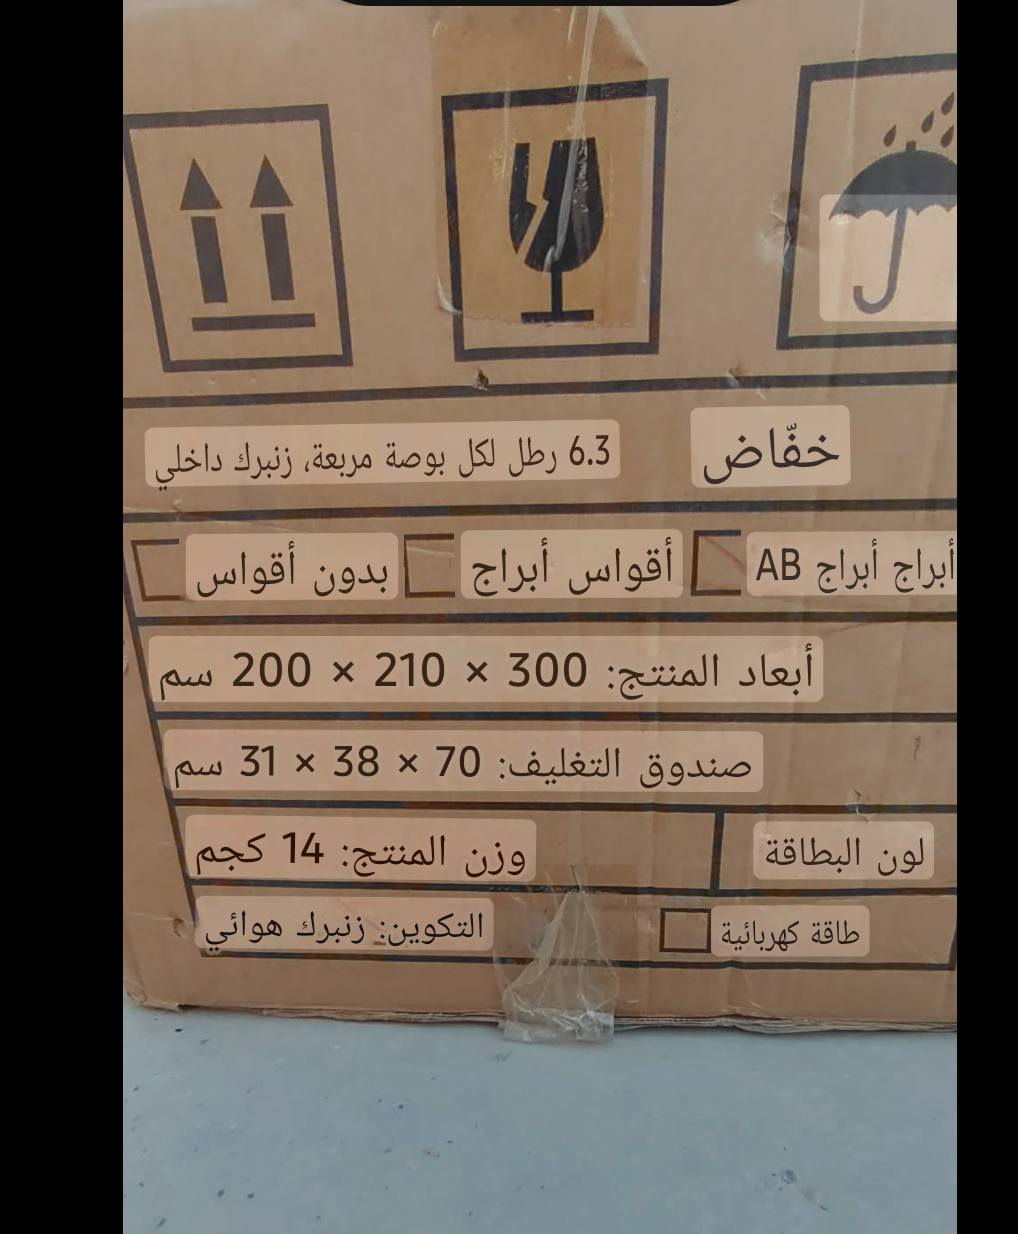 خفّاض 6.3 رطل لكل بوصة مربعة، زنبرك داخلي
أبراج أبراج AB أقواس أبراج بدون أقواس
أبعاد المنتج: 300 × 210 × 200 سم
صندوق التغليف: 70 × 38 × 31 سم
لون البطاقة وزن المنتج: 14 كجم
طاقة كهربائية التكوين: زنبرك هوائي